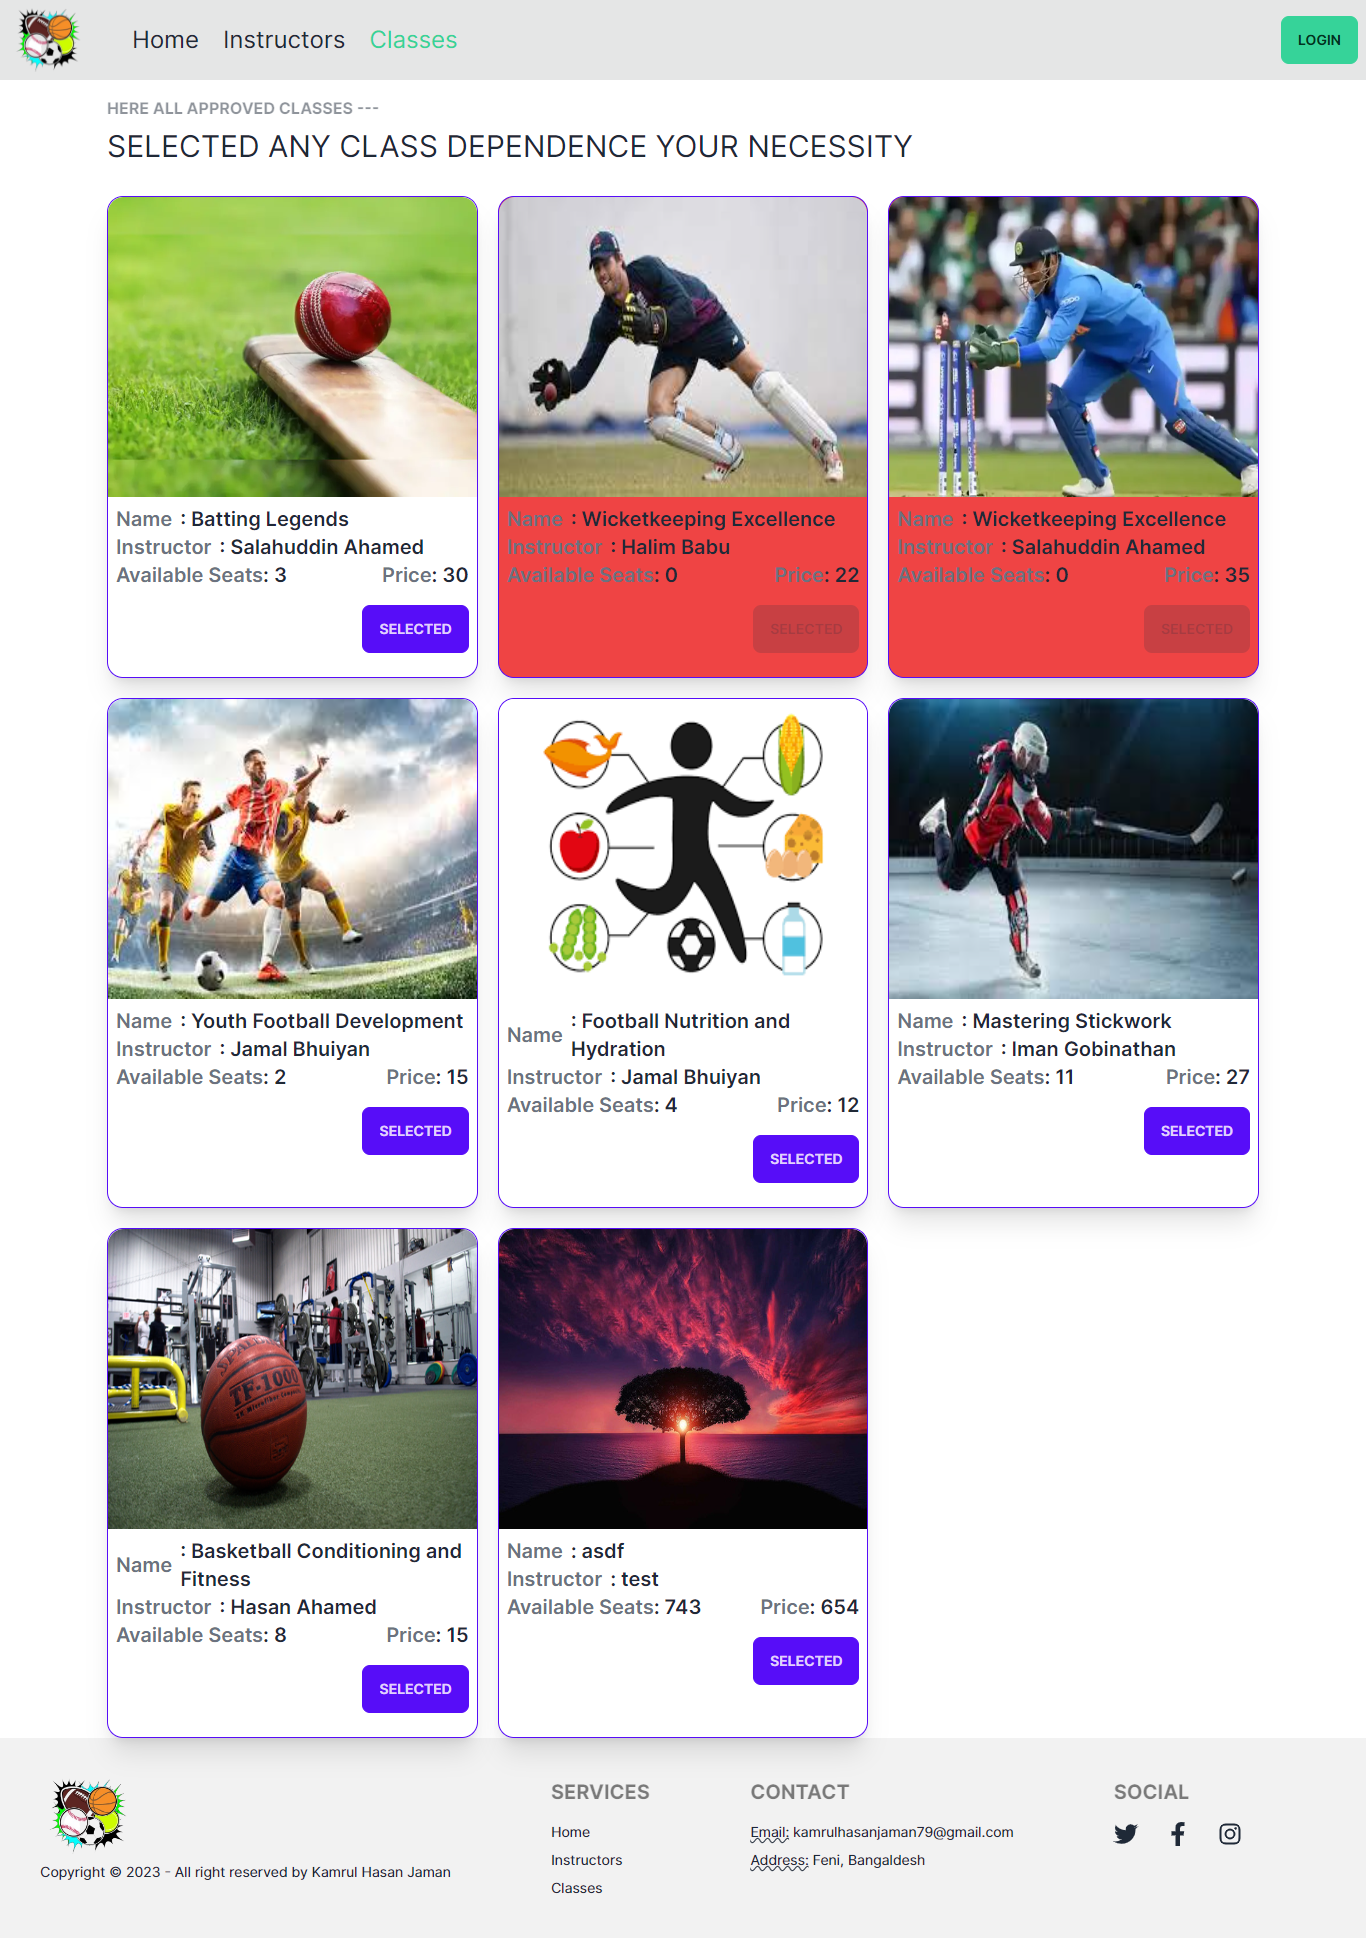 Home Instructors Classes LOGIN
HERE ALL APPROVED CLASSES ---
SELECTED ANY CLASS DEPENDENCE YOUR NECESSITY
Name : Batting Legends
Instructor : Salahuddin Ahamed
Available Seats: 3 Price: 30
SELECTED
Name : Wicketkeeping Excellence
Instructor : Halim Babu
Available Seats: 0 Price: 22
SELECTED
Name : Wicketkeeping Excellence
Instructor : Salahuddin Ahamed
Available Seats: 0 Price: 35
SELECTED
Name : Youth Football Development
Instructor : Jamal Bhuiyan
Available Seats: 2 Price: 15
SELECTED
Name : Football Nutrition and
Hydration
Instructor : Jamal Bhuiyan
Available Seats: 4 Price: 12
SELECTED
Name : Mastering Stickwork
Instructor : Iman Gobinathan
Available Seats: 11 Price: 27
SELECTED
SPALDING
TF-1000
Name : Basketball Conditioning and
Fitness
Instructor : Hasan Ahamed
Available Seats: 8 Price: 15
SELECTED
Name : asdf
Instructor : test
Available Seats: 743 Price: 654
SELECTED
Copyright © 2023 - All right reserved by Kamrul Hasan Jaman
SERVICES
Home
Instructors
Classes
CONTACT
Email: kamrulhasanjaman79@gmail.com
Address: Feni, Bangaldesh
SOCIAL